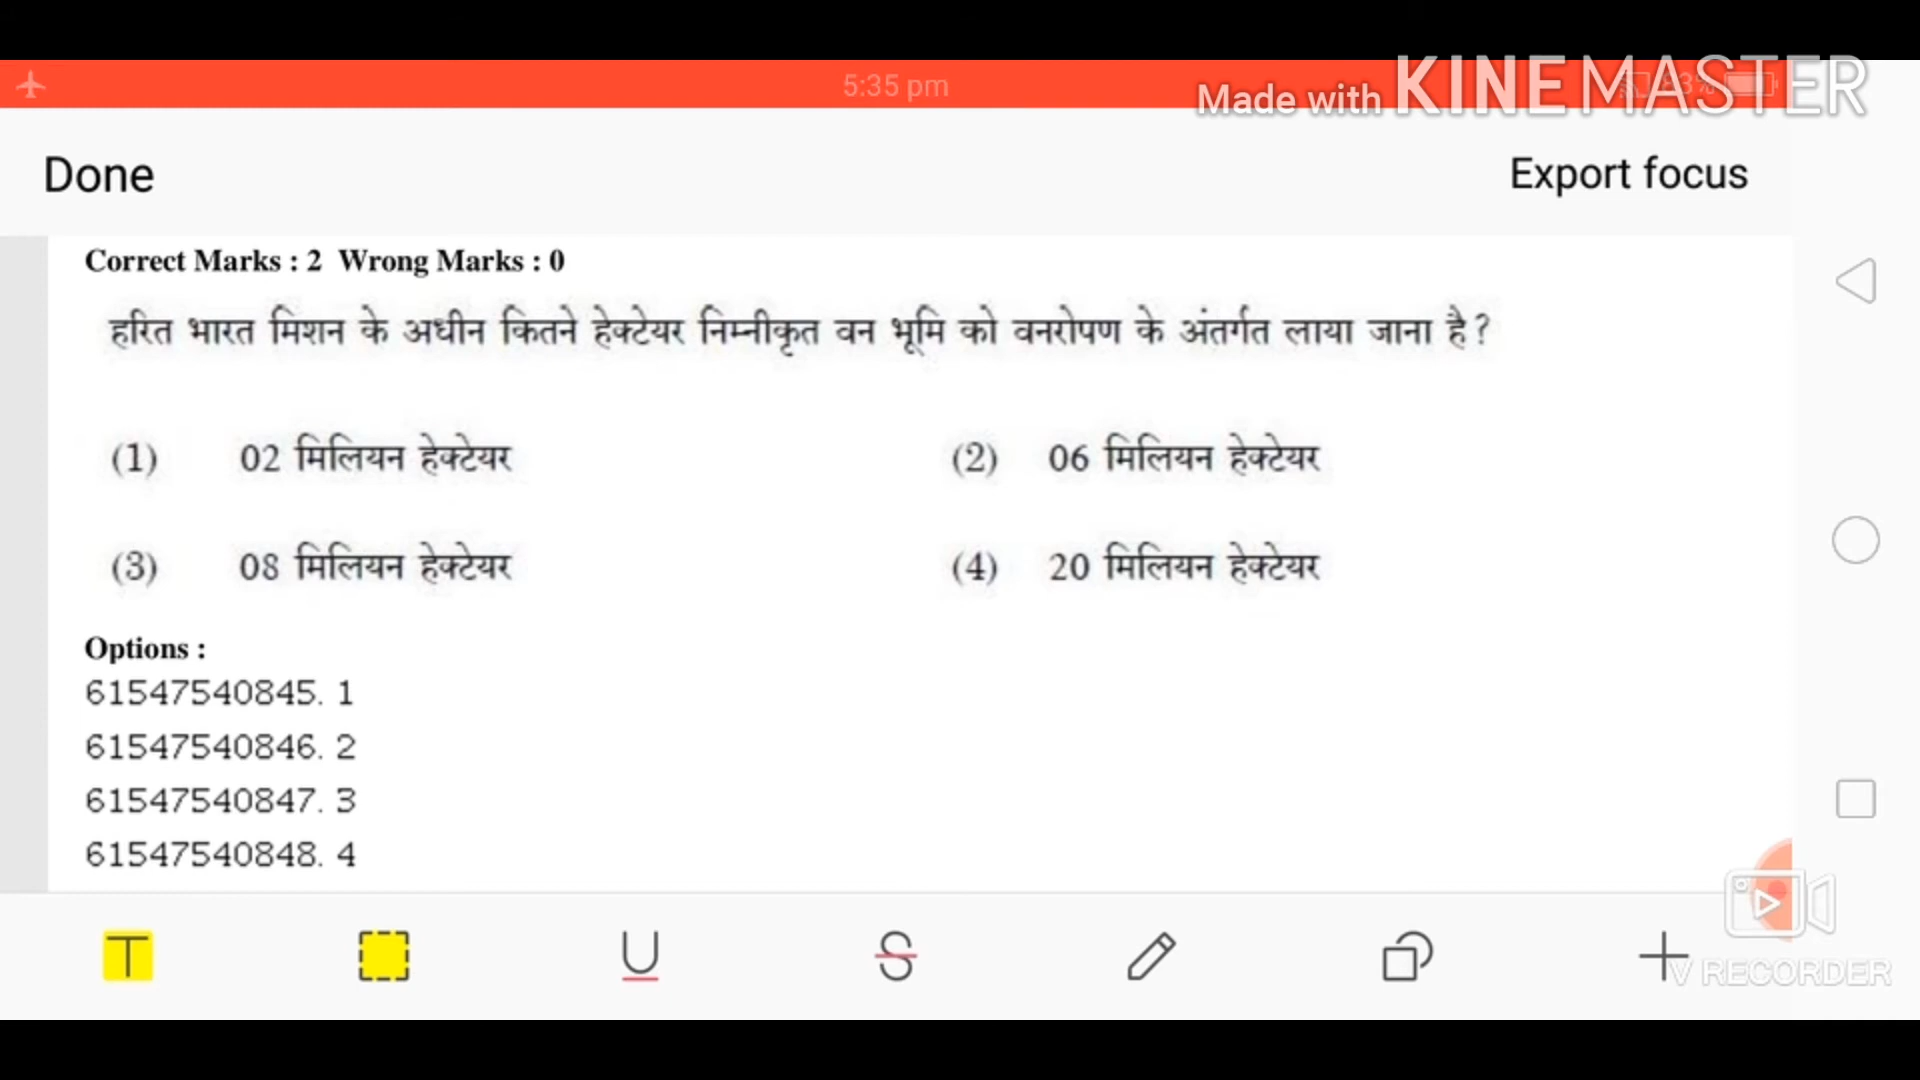 5:35 pm
Made with KINEMASTER
Done
Export focus
Correct Marks : 2 Wrong Marks : 0
हरित भारत मिशन के अधीन कितने हेक्टेयर निम्नीकृत वन भूमि को वनरोपण के अंतर्गत लाया जाना है?
(1) 02 मिलियन हेक्टेयर
(2) 06 मिलियन हेक्टेयर
(3) 08 मिलियन हेक्टेयर
(4) 20 मिलियन हेक्टेयर
Options :
61547540845. 1
61547540846. 2
61547540847. 3
61547540848. 4
T U S
V RECORDER